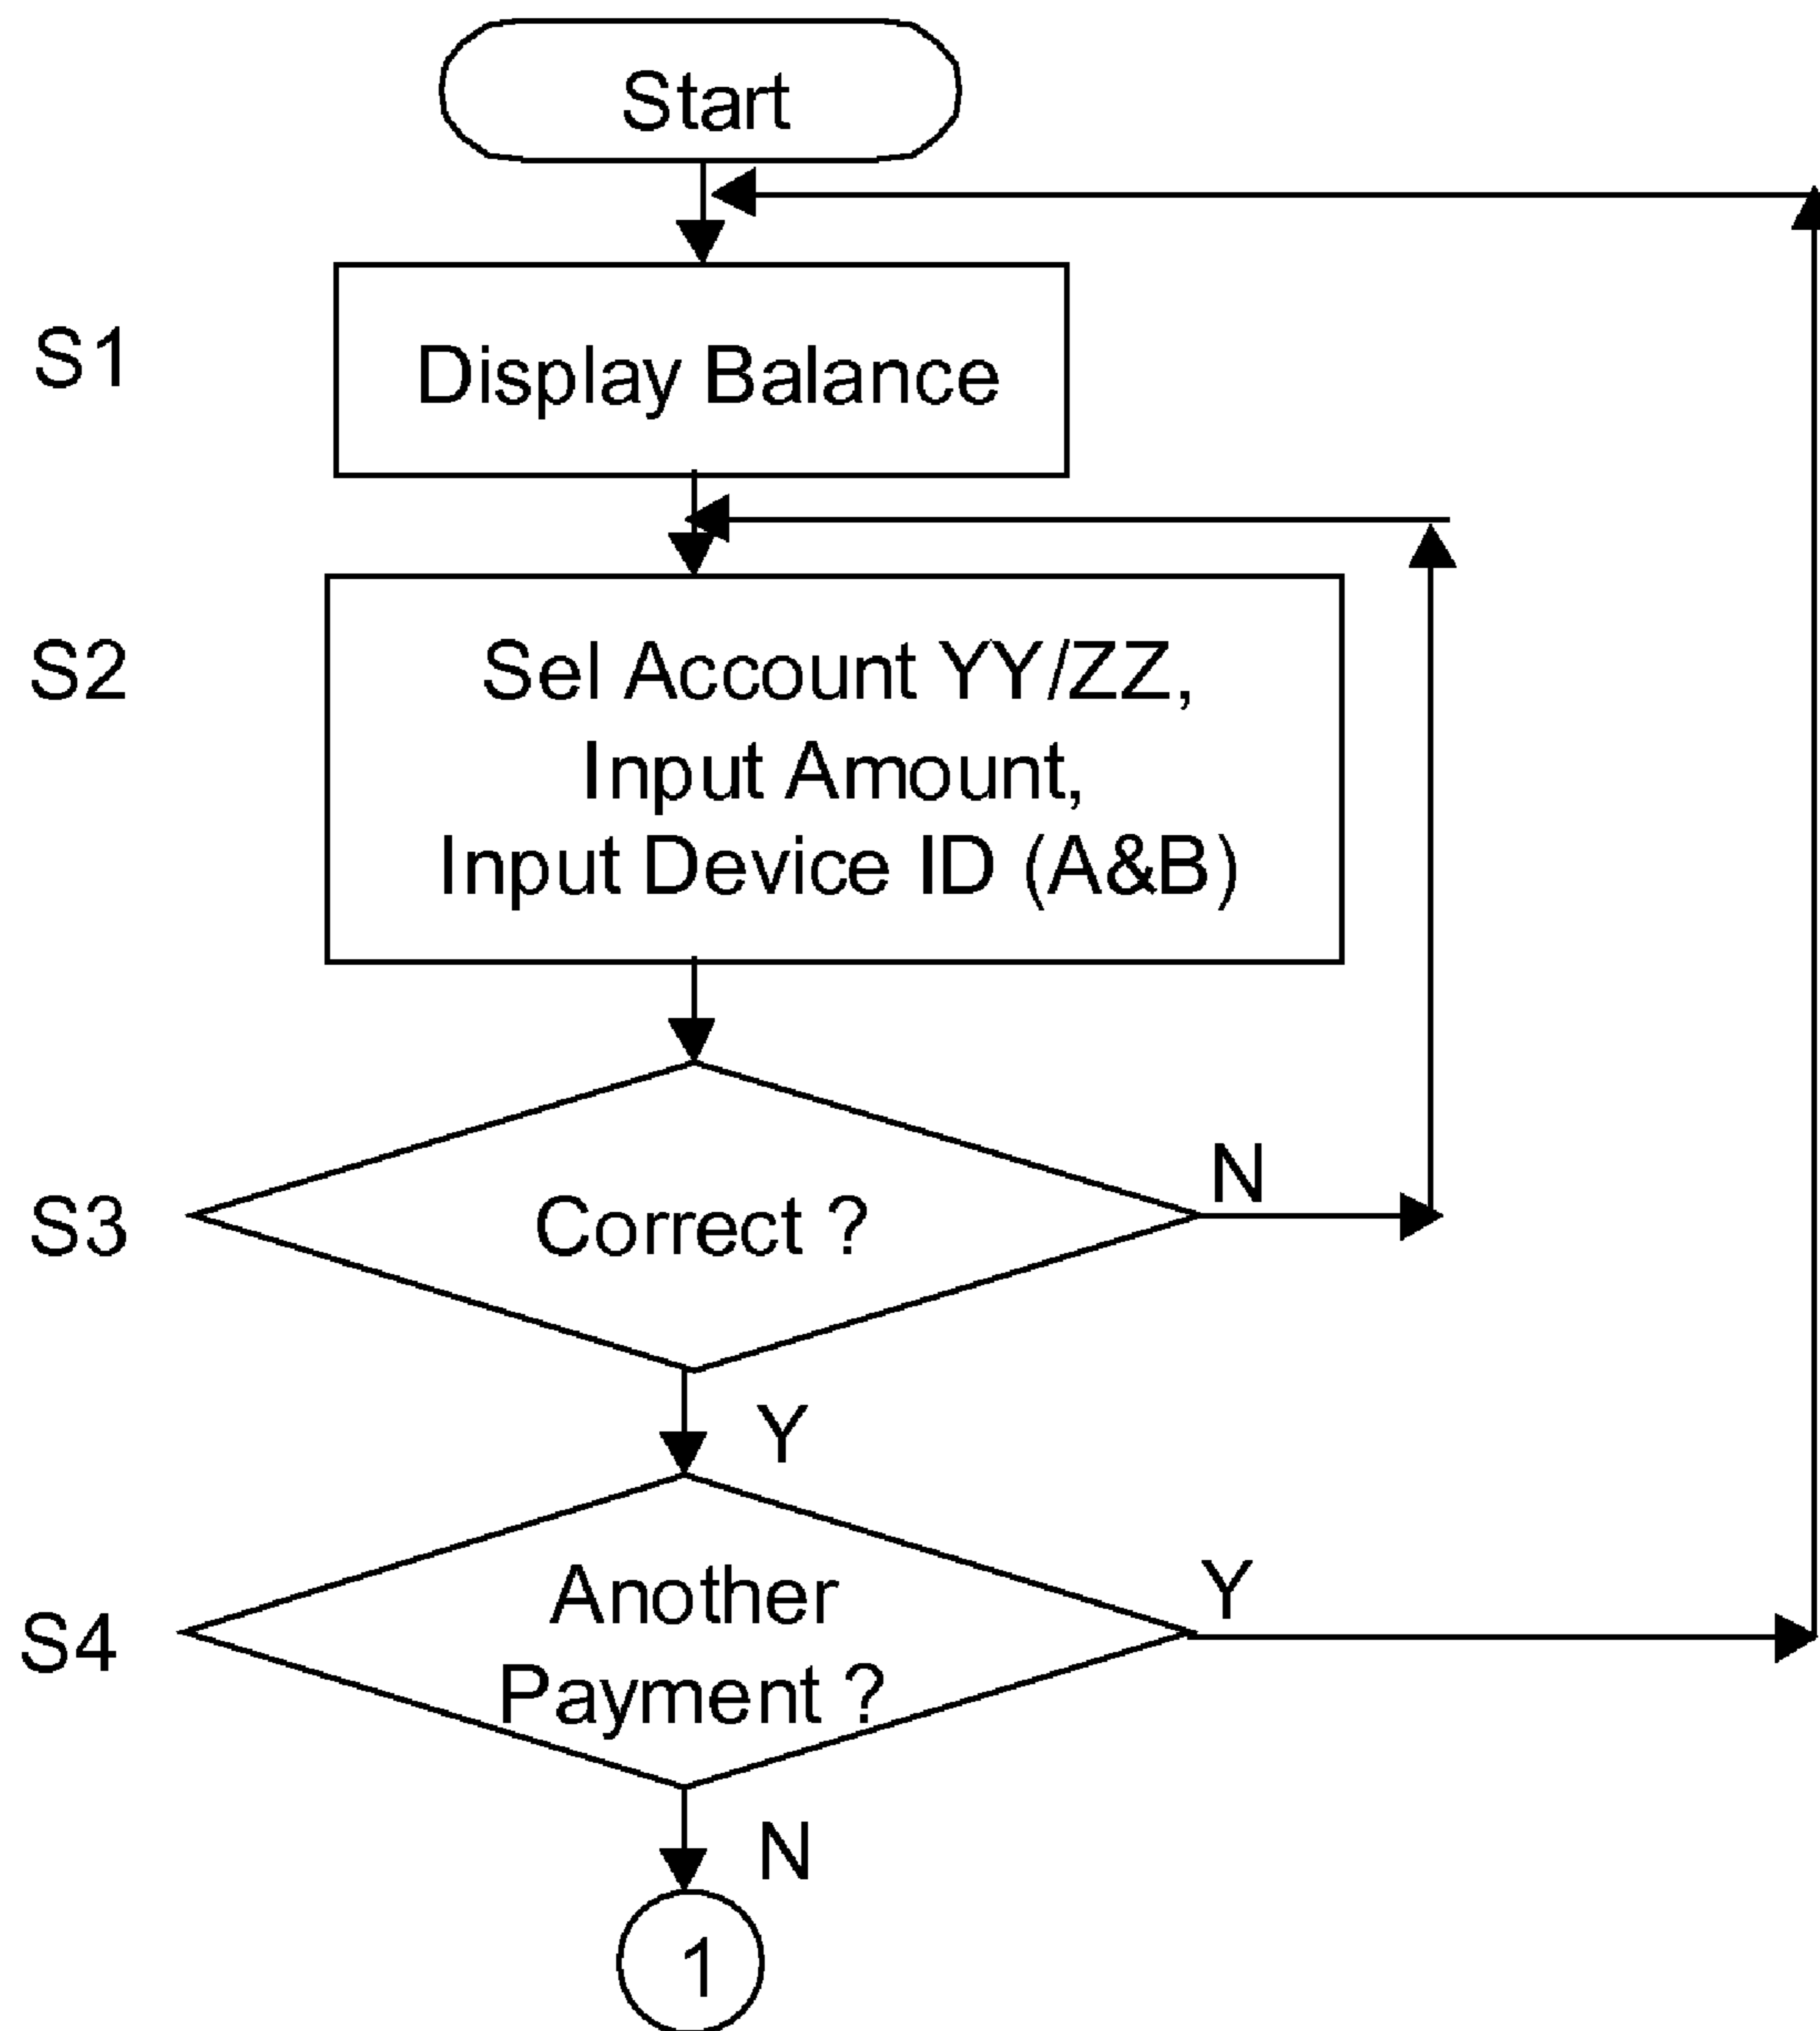 Start
S1
Display Balance
S2
Sel Account YY/ZZ,
Input Amount,
Input Device ID (A&B)
S3
Correct ?
N
Y
S4
Another
Payment ?
Y
N
1